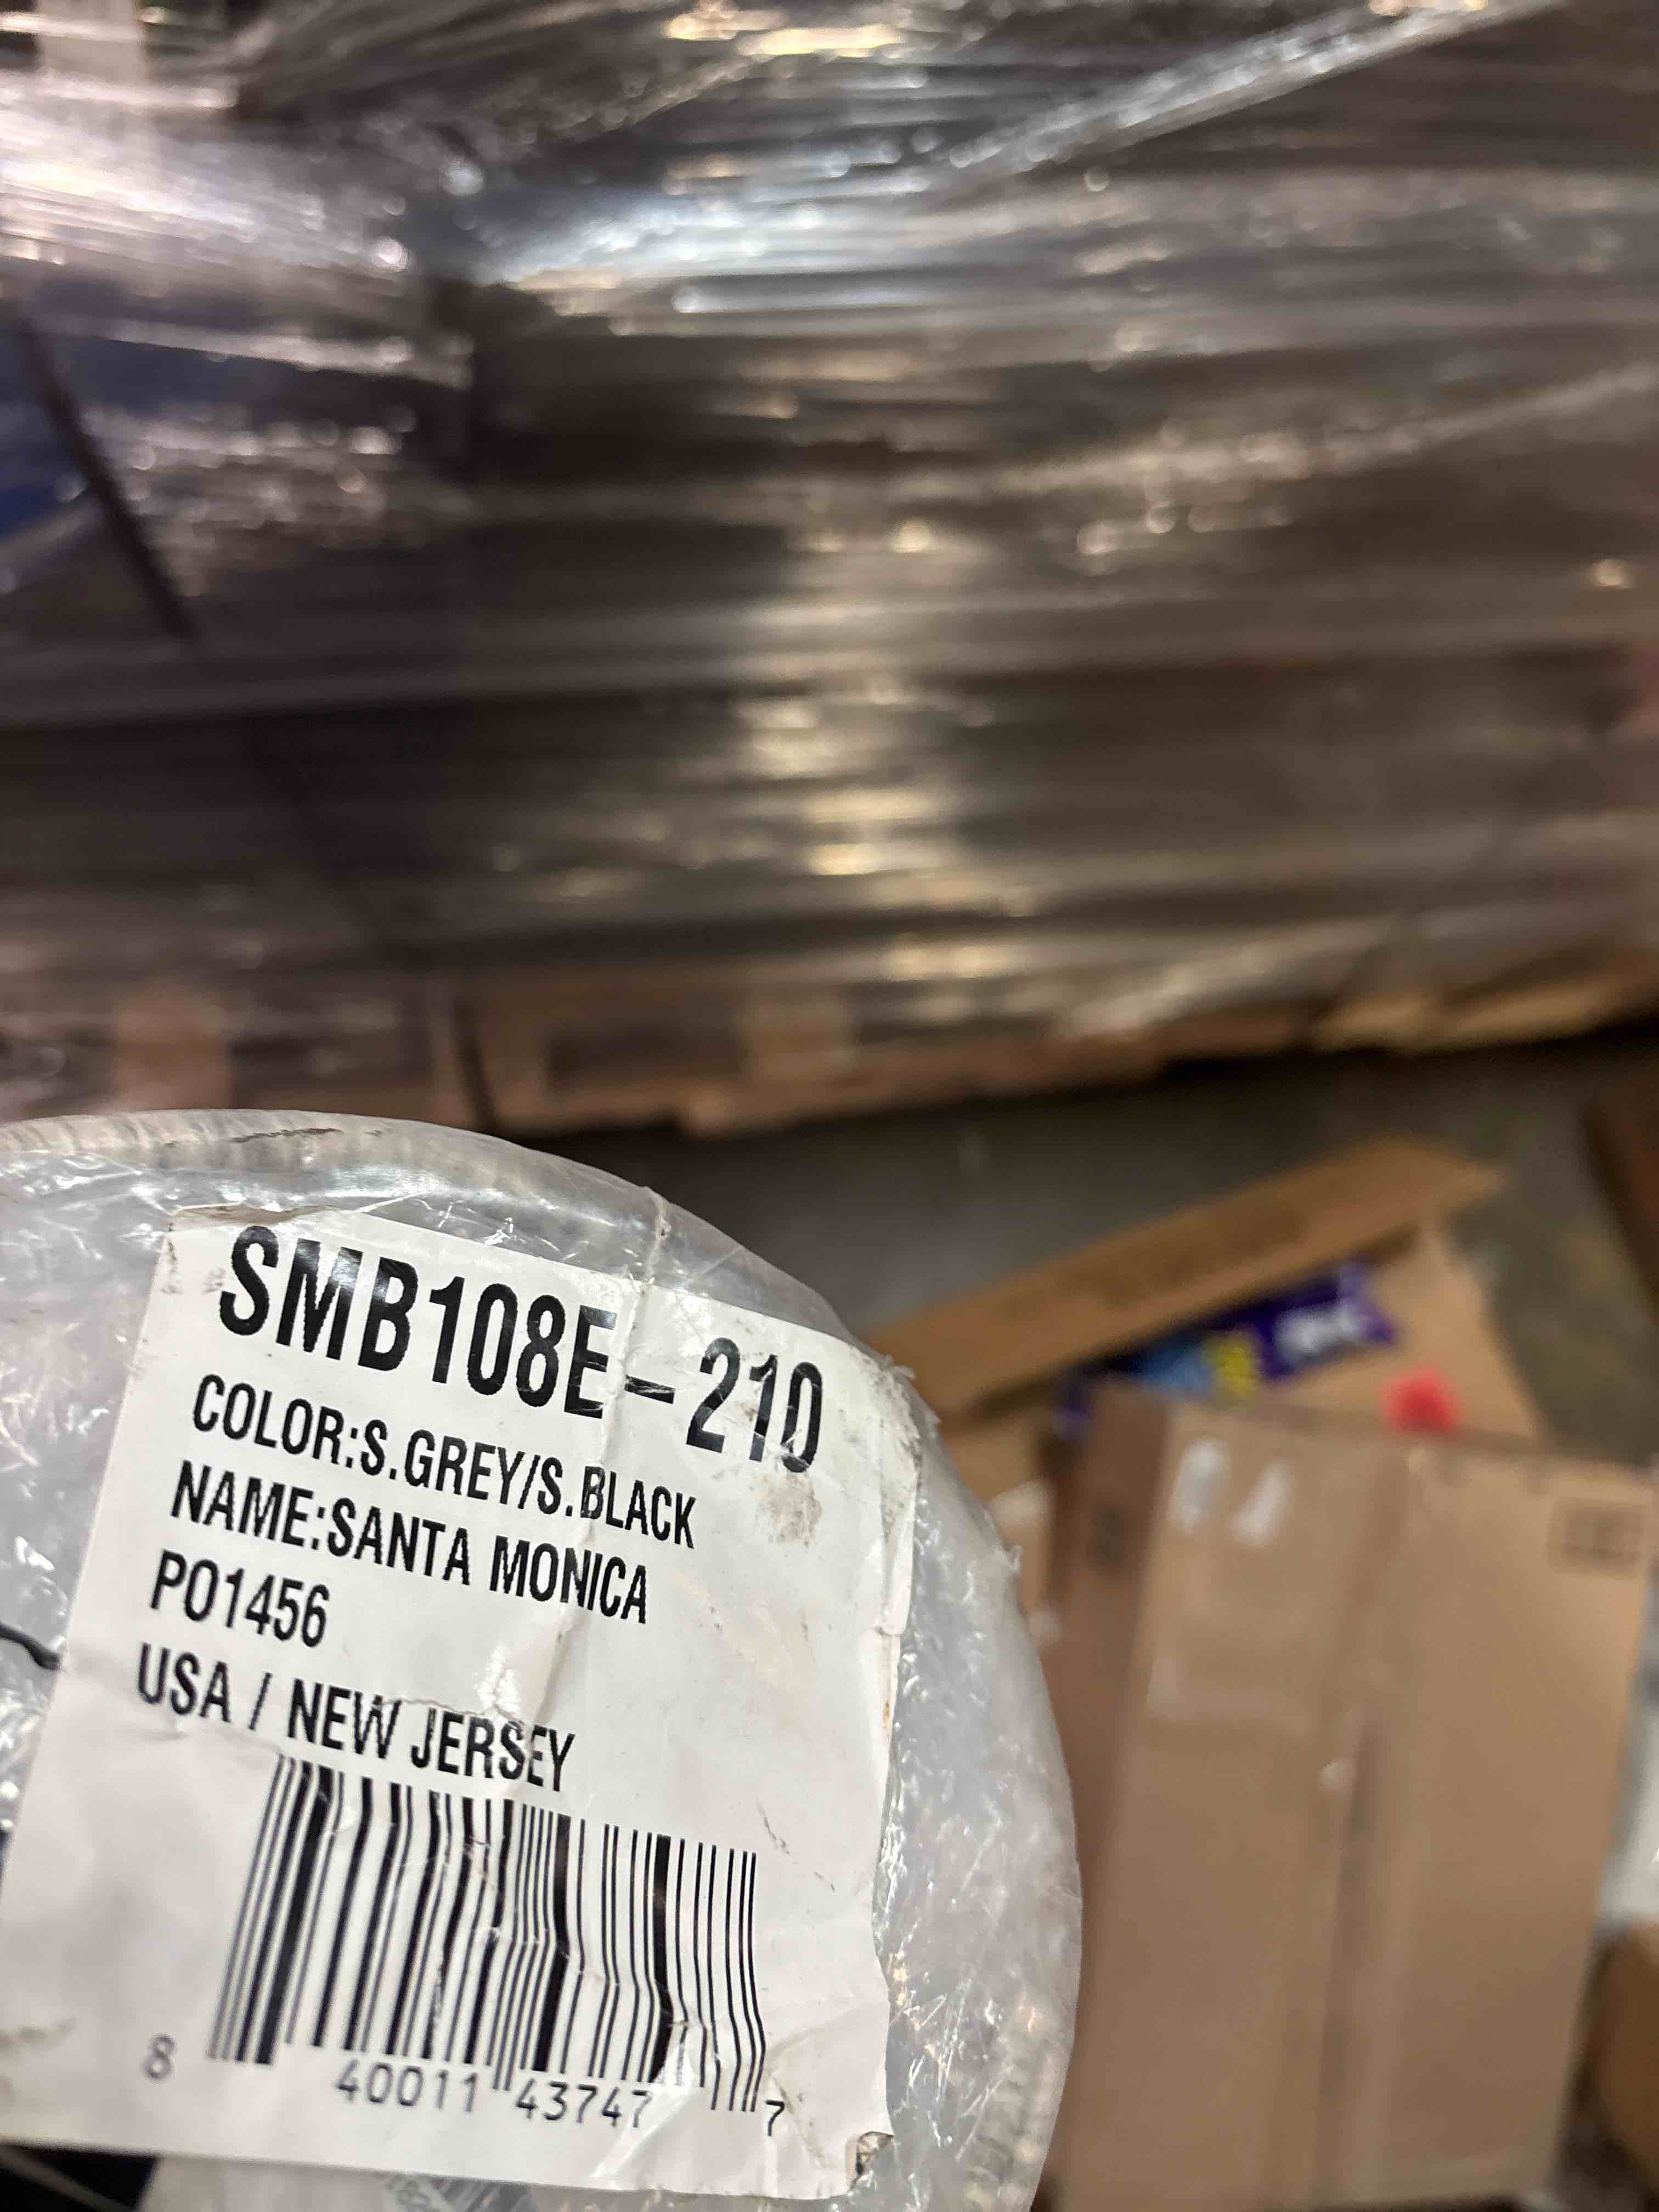 SMB108E-210
COLOR:S.GREY/S.BLACK
NAME:SANTA MONICA
PO1456
USA / NEW JERSEY
8 40011 43747 7